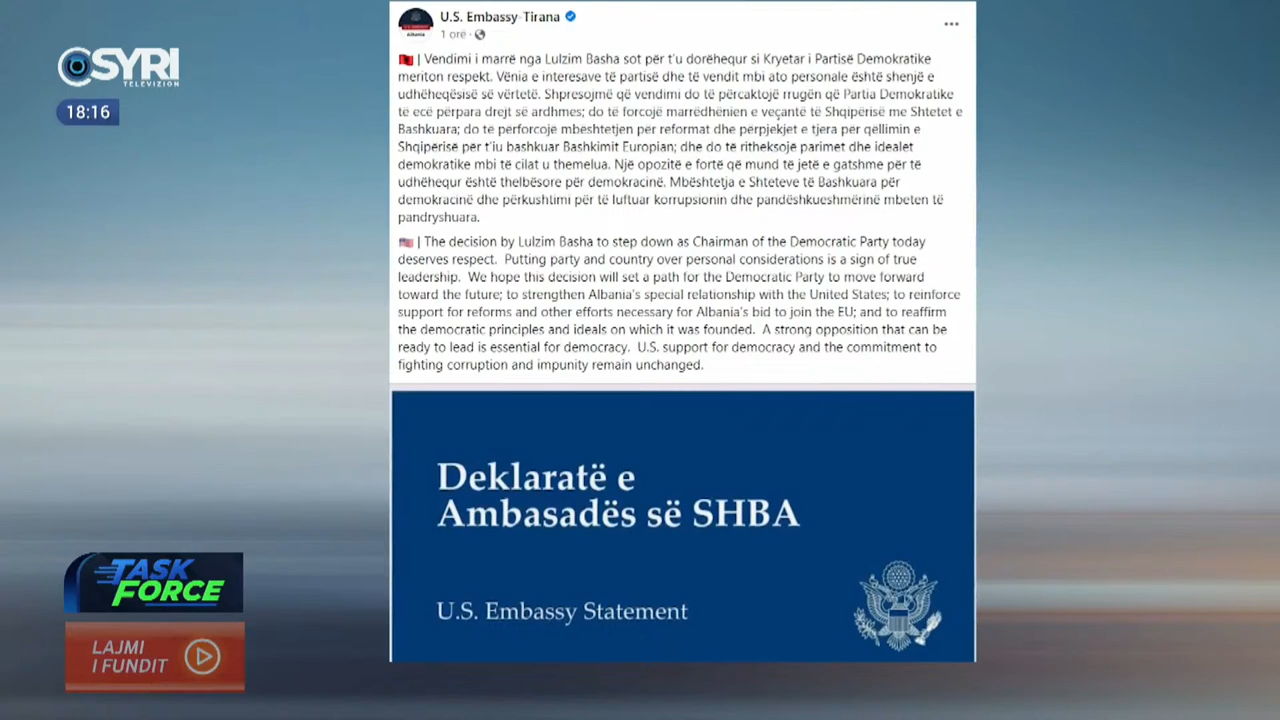 SYRI
TELEVIZION
18:16
U.S. Embassy-Tirana
Albania
1 orë
| Vendimi i marrë nga Lulzim Basha sot për t'u dorëhequr si Kryetar i Partisë Demokratike
meriton respekt. Vënia e interesave të partisë dhe të vendit mbi ato personale është shenjë e
udhëheqësisë së vërtetë. Shpresojmë që vendimi do të përcaktojë rrugën që Partia Demokratike
të ecë përpara drejt së ardhmes; do të forcojë marrëdhënien e veçantë të Shqipërisë me Shtetet e
Bashkuara; do të perforcoje mbeshtetjen per reformat dhe perpjekjet e tjera per qellimin e
Shqiperisë për t'iu bashkuar Bashkimit Europian; dhe do të ritheksojë parimet dhe idealet
demokratike mbi të cilat u themelua. Një opozitë e fortë që mund të jetë e gatshme për të
udhëhequr është thelbësore për demokracinë. Mbështetja e Shteteve të Bashkuara për
demokracinë dhe përkushtimi për të luftuar korrupsionin dhe pandëshkueshmërinë mbeten të
pandryshuara.
| The decision by Lulzim Basha to step down as Chairman of the Democratic Party today
deserves respect. Putting party and country over personal considerations is a sign of true
leadership. We hope this decision will set a path for the Democratic Party to move forward
toward the future; to strengthen Albania's special relationship with the United States; to reinforce
support for reforms and other efforts necessary for Albania's bid to join the EU; and to reaffirm
the democratic principles and ideals on which it was founded. A strong opposition that can be
ready to lead is essential for democracy. U.S. support for democracy and the commitment to
fighting corruption and impunity remain unchanged.
Deklaratë e
Ambasadës së SHBA
U.S. Embassy Statement
TASK
FORCE
LAJMI
I FUNDIT